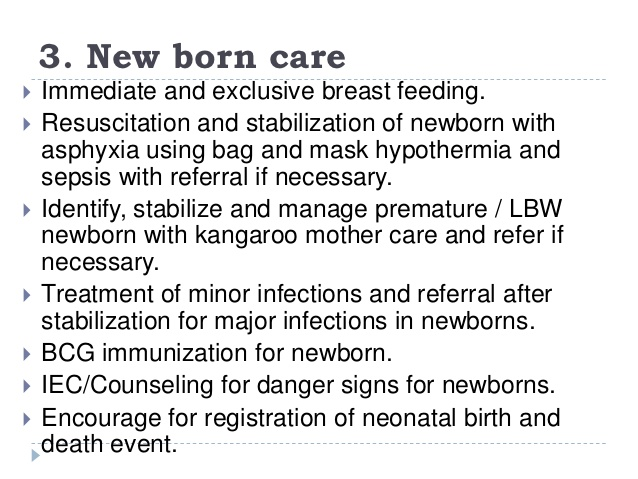 3. New born care
Immediate and exclusive breast feeding.
Resuscitation and stabilization of newborn with
asphyxia using bag and mask hypothermia and
sepsis with referral if necessary.
Identify, stabilize and manage premature / LBW
newborn with kangaroo mother care and refer if
necessary.
Treatment of minor infections and referral after
stabilization for major infections in newborns.
BCG immunization for newborn.
IEC/Counseling for danger signs for newborns.
Encourage for registration of neonatal birth and
death event.